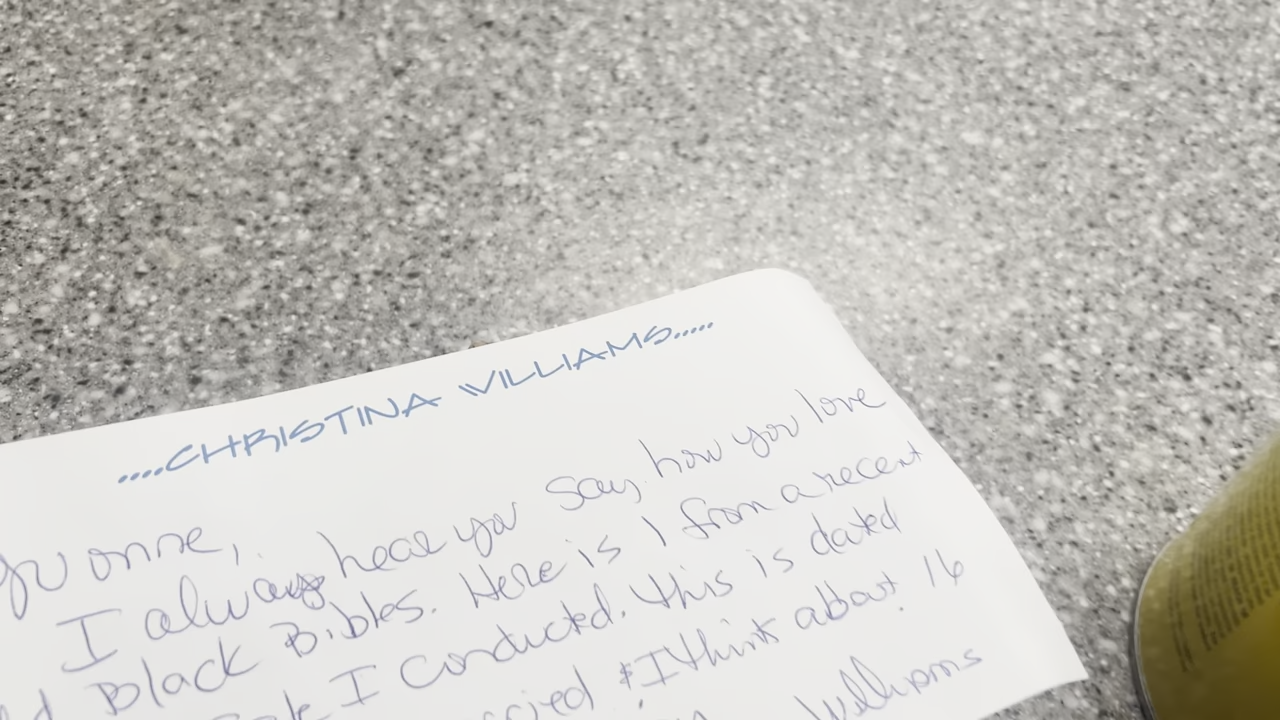 ....CHRISTINA WILLIAMS.....
Yvonne,
I always hear you say how you love
Black Bibles. Here is 1 from a recent
I conducted. This is dated
& I think about 16
Williams